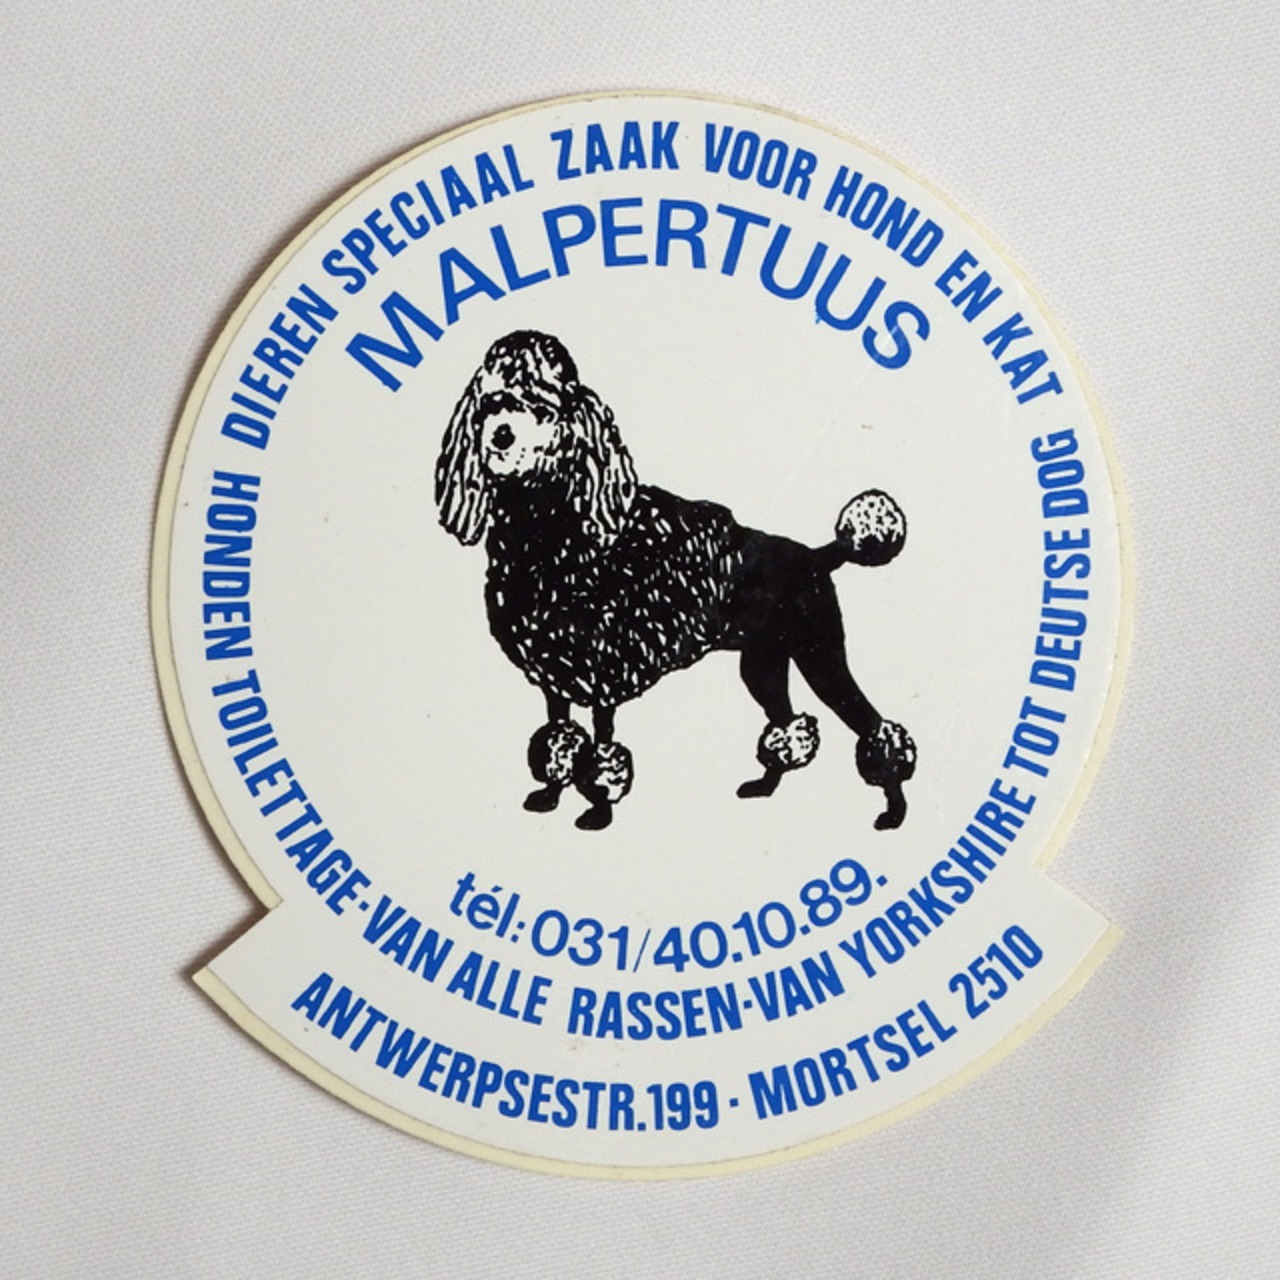 DIEREN SPECIAAL ZAAK VOOR HOND EN KAT
MALPERTUUS
tél:031/40.10.89.
HONDEN TOILETTAGE-VAN ALLE RASSEN-VAN YORKSHIRE TOT DEUTSE DOG
ANTWERPSESTR.199 · MORTSEL 2510